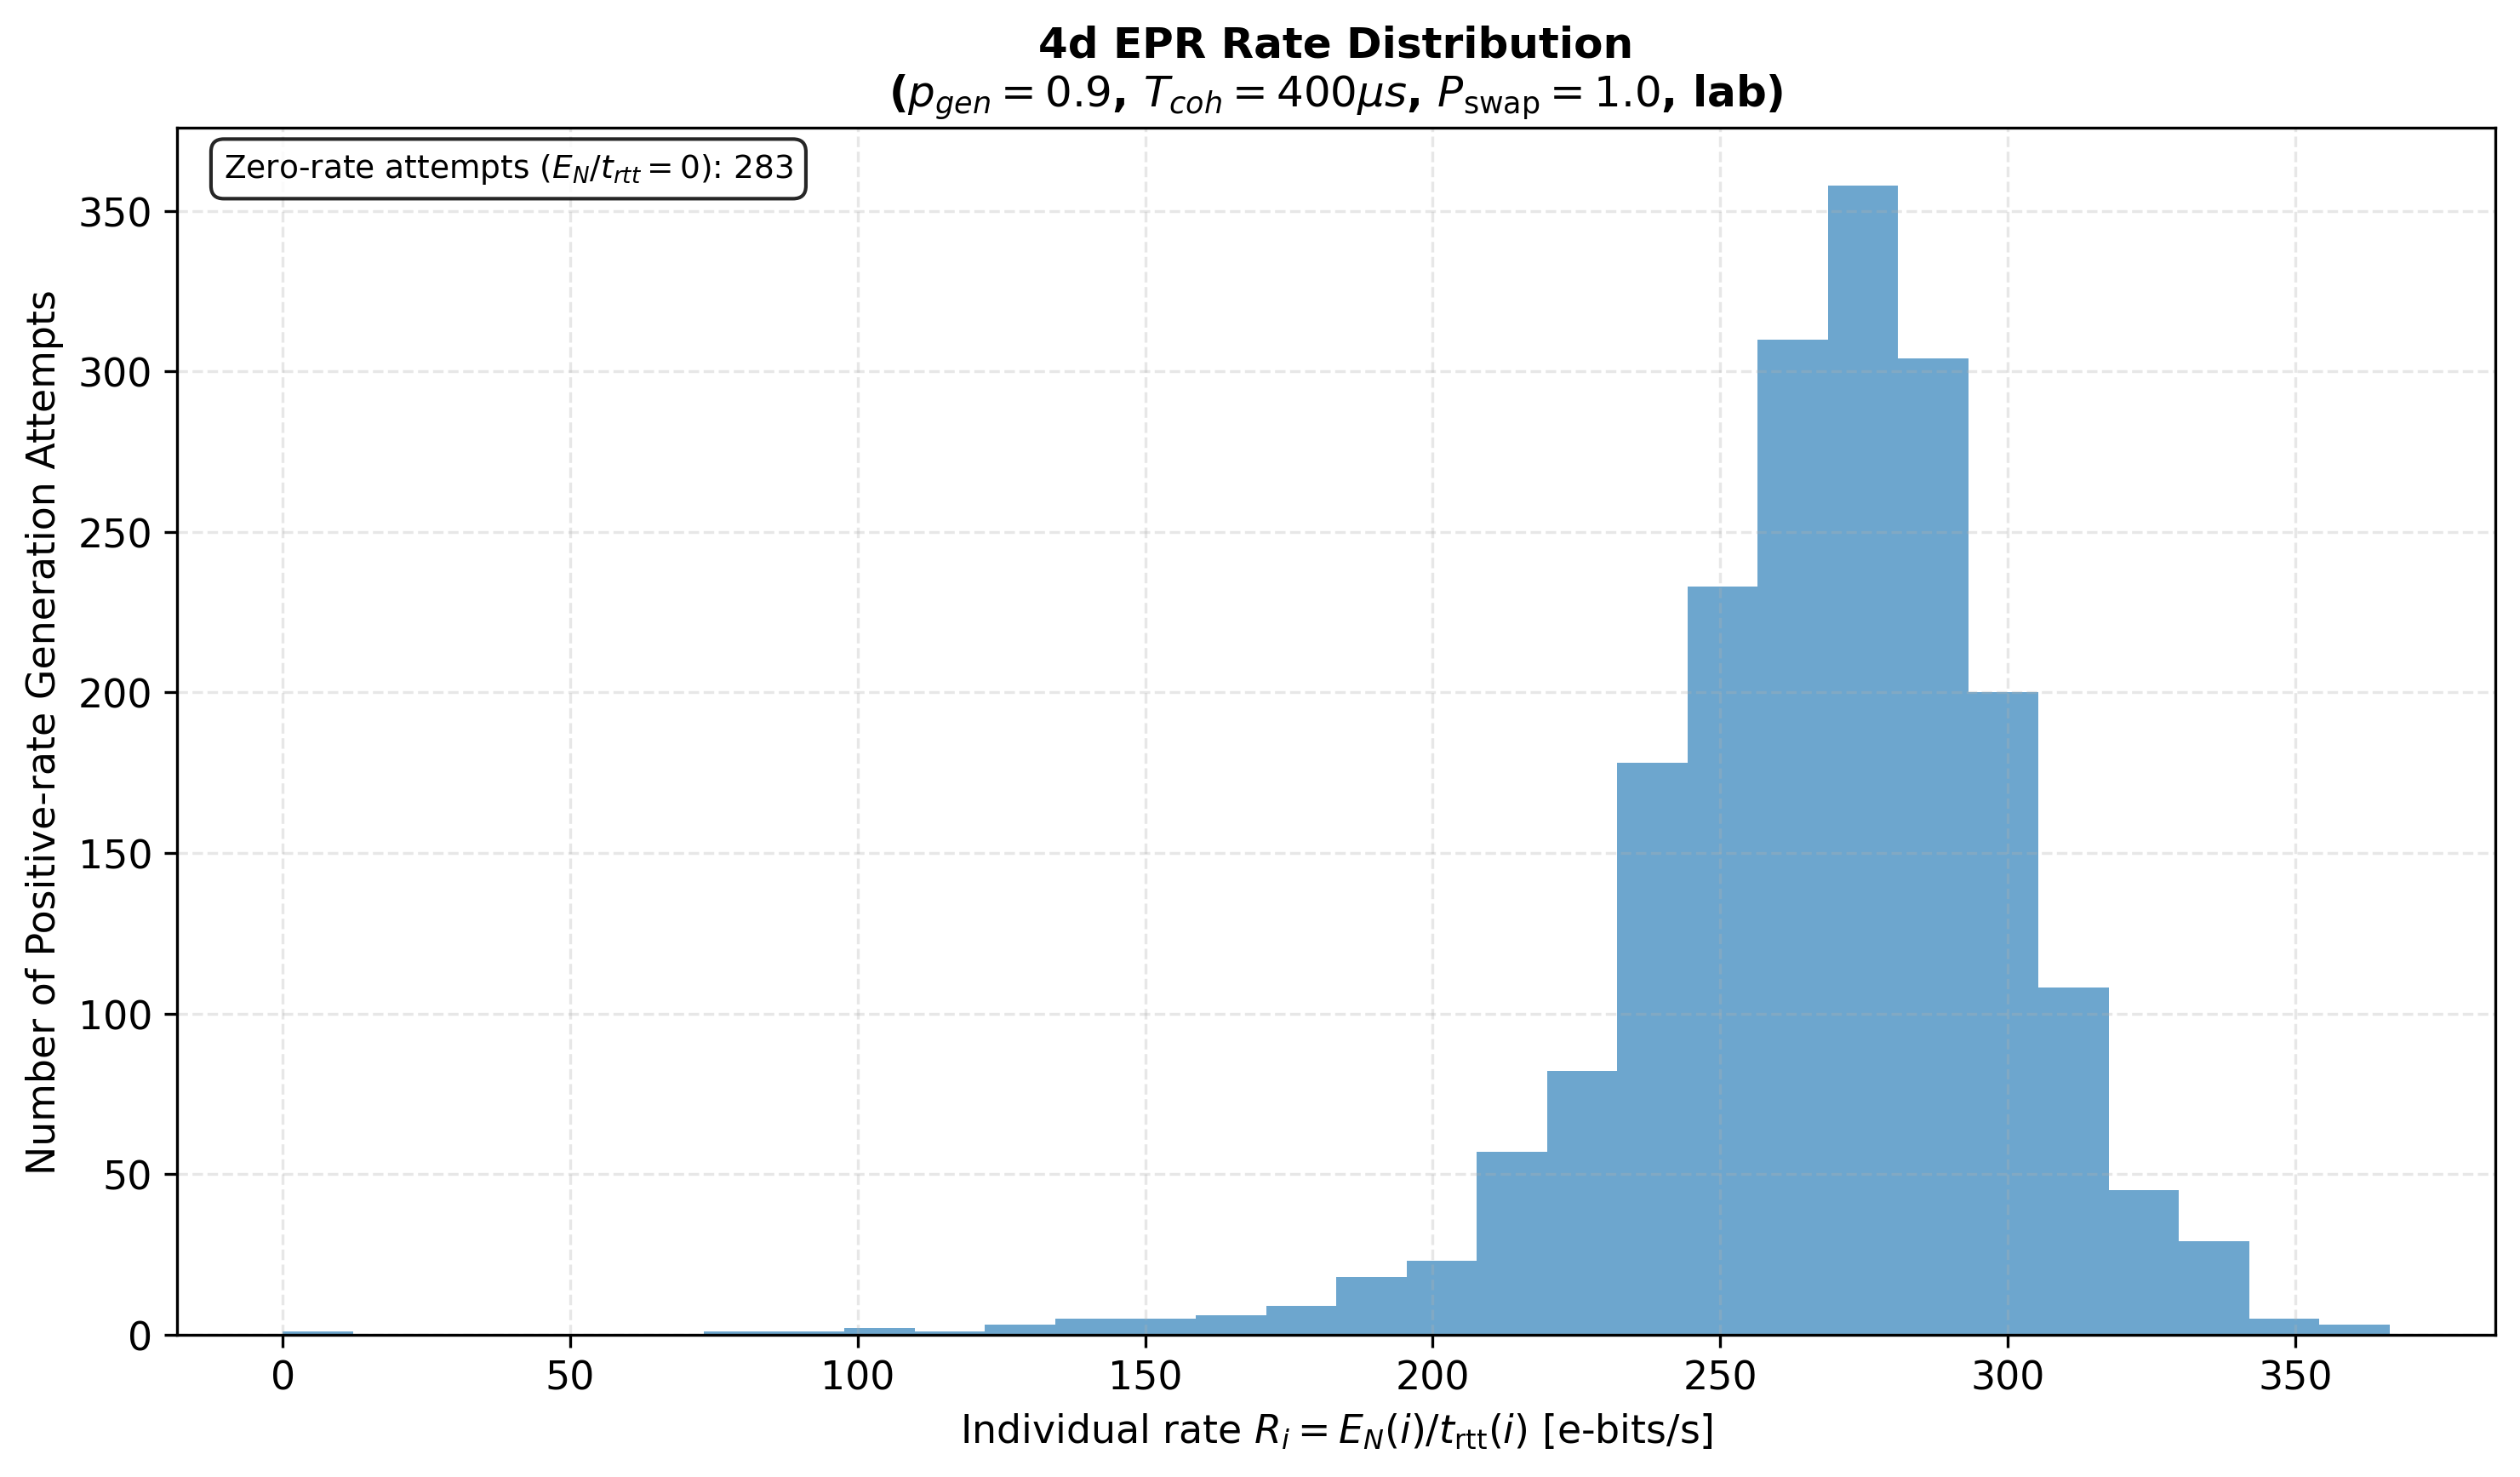 4d EPR Rate Distribution
(p_gen = 0.9, T_coh = 400μs, P_swap = 1.0, lab)
Zero-rate attempts (E_N/t_rtt = 0): 283
Number of Positive-rate Generation Attempts
350
300
250
200
150
100
50
0
0 50 100 150 200 250 300 350
Individual rate R_i = E_N(i)/t_rtt(i) [e-bits/s]